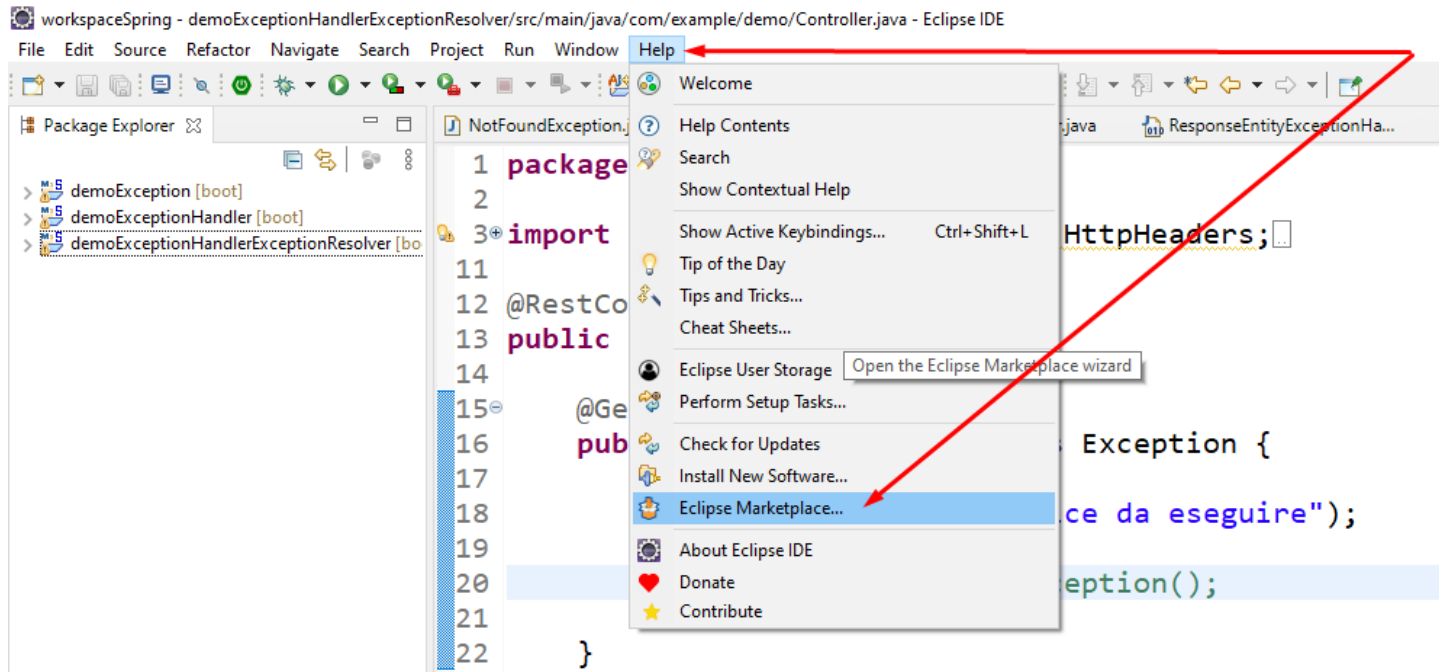 workspaceSpring - demoExceptionHandlerExceptionResolver/src/main/java/com/example/demo/Controller.java - Eclipse IDE
File Edit Source Refactor Navigate Search Project Run Window Help
Package Explorer
NotFoundException.j
.java
ResponseEntityExceptionHa...
demoException [boot]
demoExceptionHandler [boot]
demoExceptionHandlerExceptionResolver [bo
Welcome
Help Contents
Search
Show Contextual Help
Show Active Keybindings... Ctrl+Shift+L
Tip of the Day
Tips and Tricks...
Cheat Sheets...
Eclipse User Storage
Open the Eclipse Marketplace wizard
Perform Setup Tasks...
Check for Updates
Install New Software...
Eclipse Marketplace...
About Eclipse IDE
Donate
Contribute
1 package
2
3 import HttpHeaders;
11
12 @RestCo
13 public
14
15 @Ge
16 pub Exception {
17
18 ce da eseguire");
19
20 eption();
21
22 }